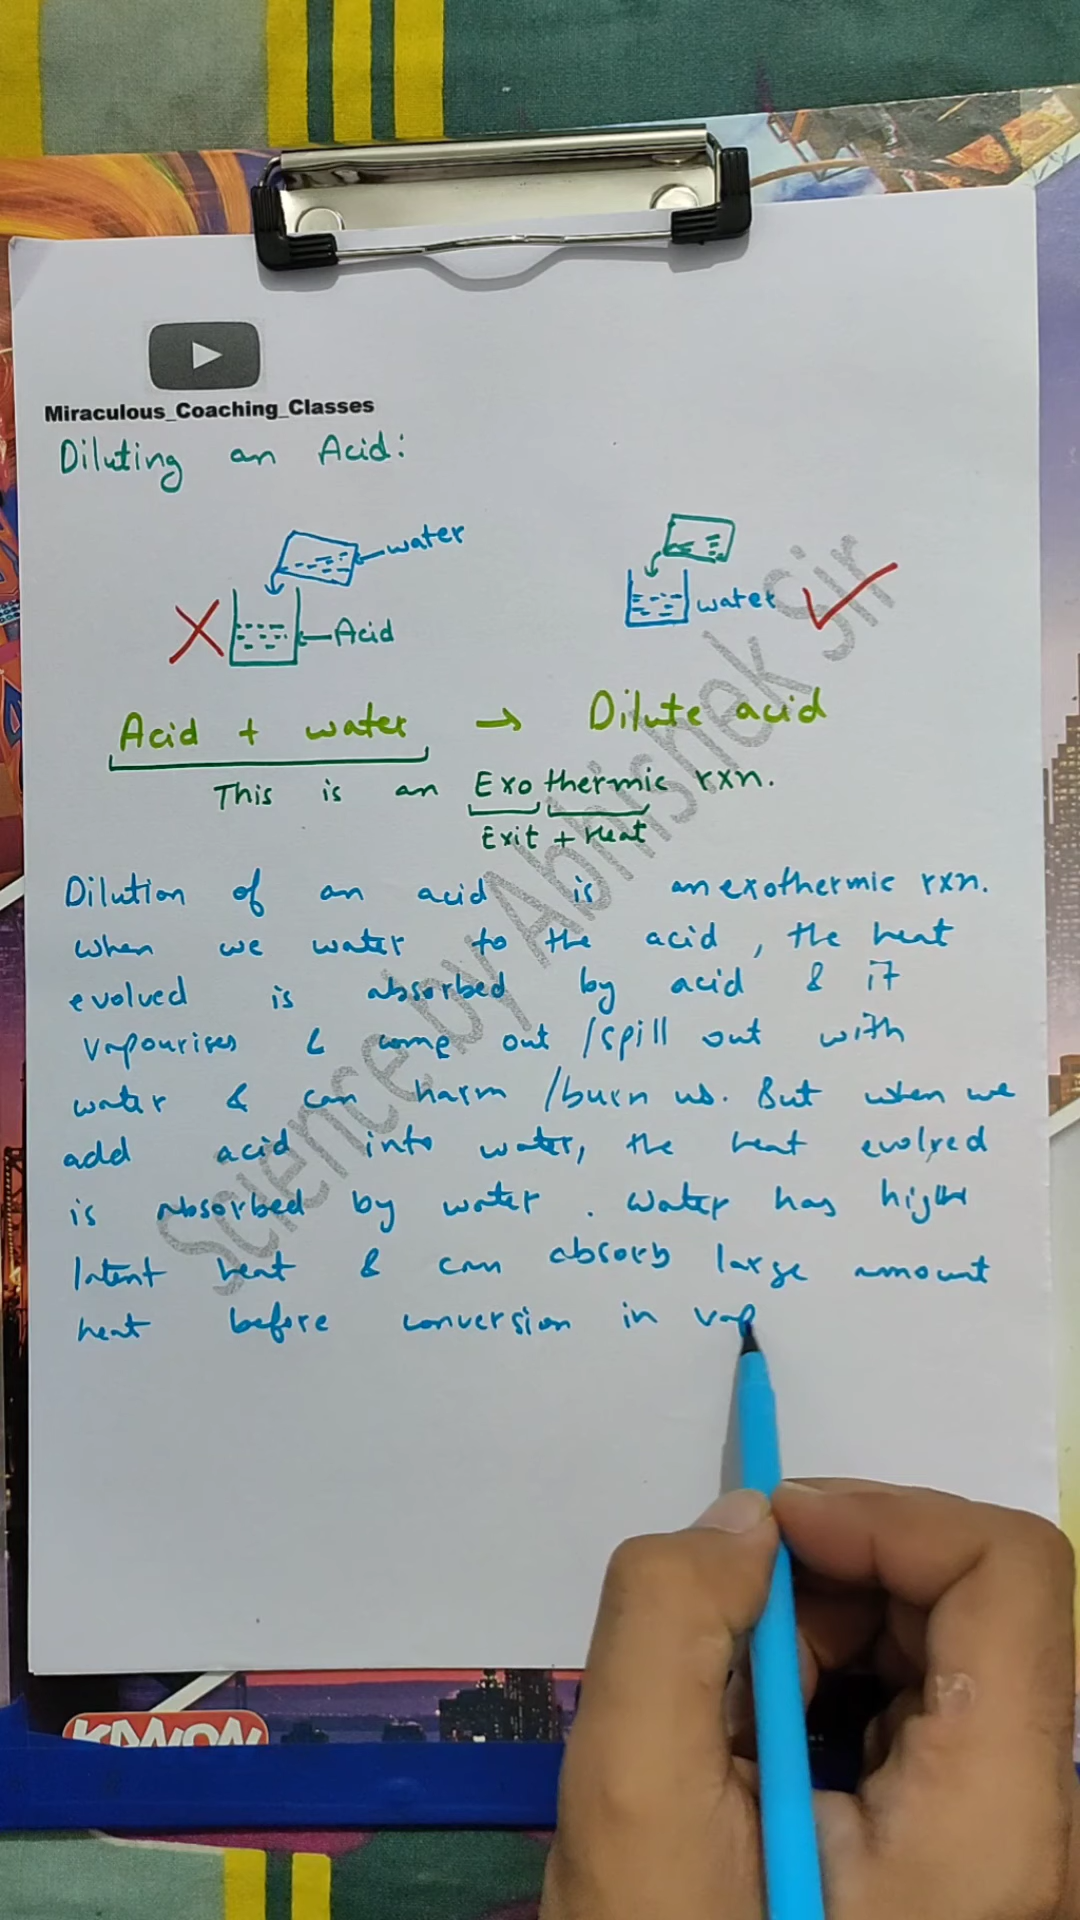 Miraculous_Coaching_Classes
Diluting an Acid:
water
Acid
water
Acid + water → Dilute acid
This is an Exothermic rxn.
Exit + Heat
Dilution of an acid is an exothermic rxn.
when we water to the acid, the heat
evolved is absorbed by acid & it
vapourises & come out /spill out with
water & can harm /burn us. But when we
add acid into water, the heat evolved
is absorbed by water. Water has high
latent heat & can absorb large amount
heat before conversion in vap
Science by Abhishek Sir
KAWON